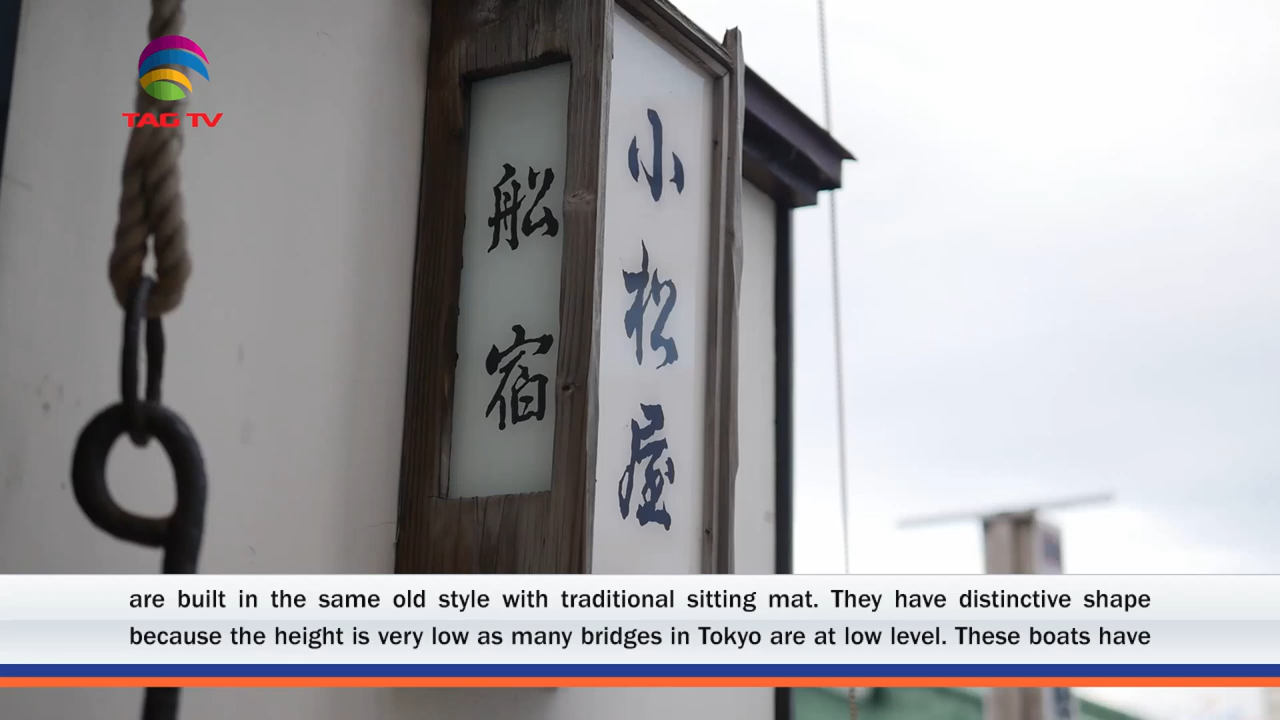 TAG TV
船宿
小松屋
are built in the same old style with traditional sitting mat. They have distinctive shape
because the height is very low as many bridges in Tokyo are at low level. These boats have